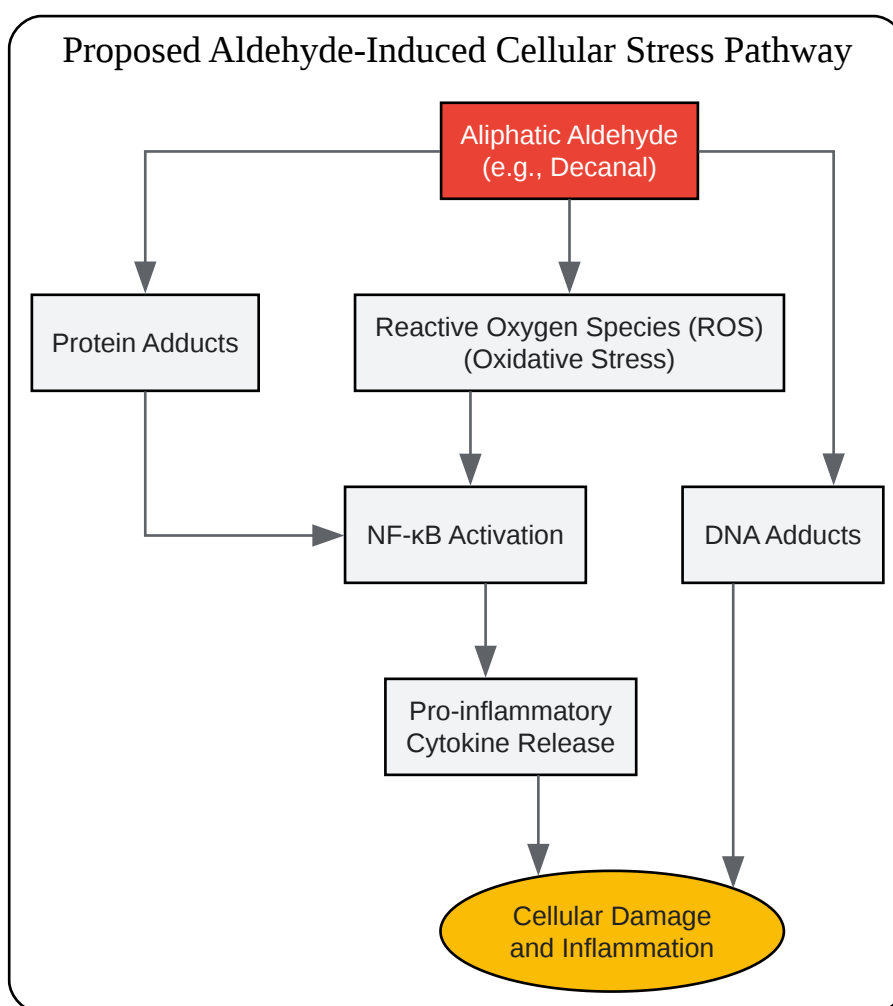 Proposed Aldehyde-Induced Cellular Stress Pathway
Aliphatic Aldehyde
(e.g., Decanal)
Protein Adducts
Reactive Oxygen Species (ROS)
(Oxidative Stress)
NF-κB Activation
DNA Adducts
Pro-inflammatory
Cytokine Release
Cellular Damage
and Inflammation